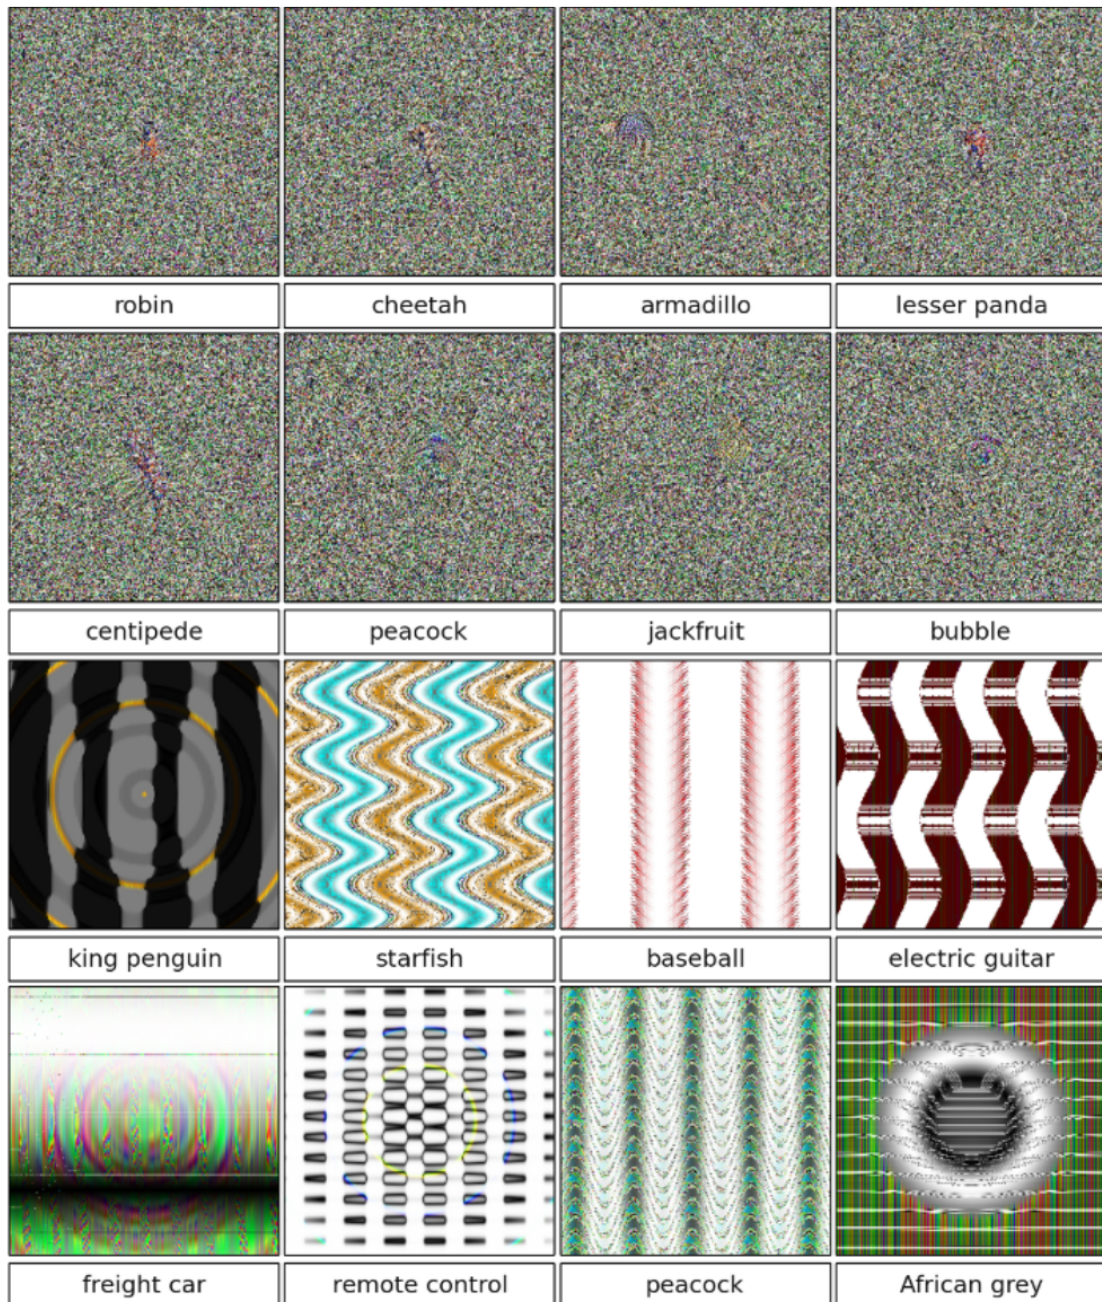 robin
cheetah
armadillo
lesser panda
centipede
peacock
jackfruit
bubble
king penguin
starfish
baseball
electric guitar
freight car
remote control
peacock
African grey